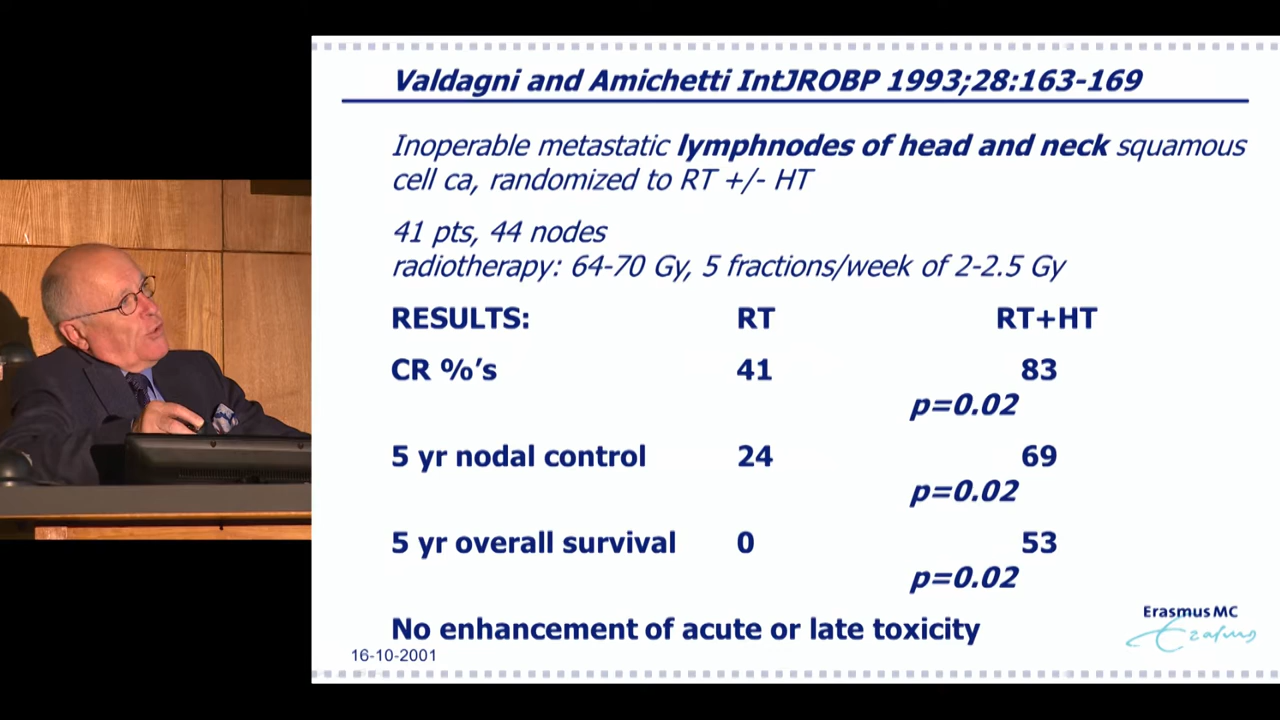 Valdagni and Amichetti IntJROBP 1993;28:163-169
Inoperable metastatic lymphnodes of head and neck squamous
cell ca, randomized to RT +/- HT
41 pts, 44 nodes
radiotherapy: 64-70 Gy, 5 fractions/week of 2-2.5 Gy
RESULTS: RT RT+HT
CR %'s 41 83
p=0.02
5 yr nodal control 24 69
p=0.02
5 yr overall survival 0 53
p=0.02
No enhancement of acute or late toxicity
16-10-2001
Erasmus MC
Erasmus